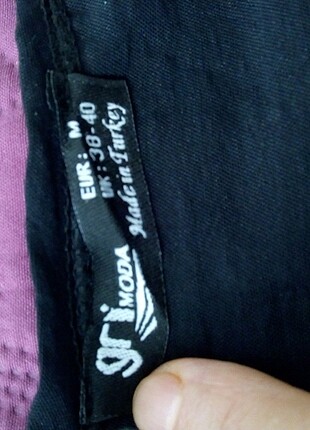 gri
MODA
EUR: M
UK: 38-40
Made in Turkey